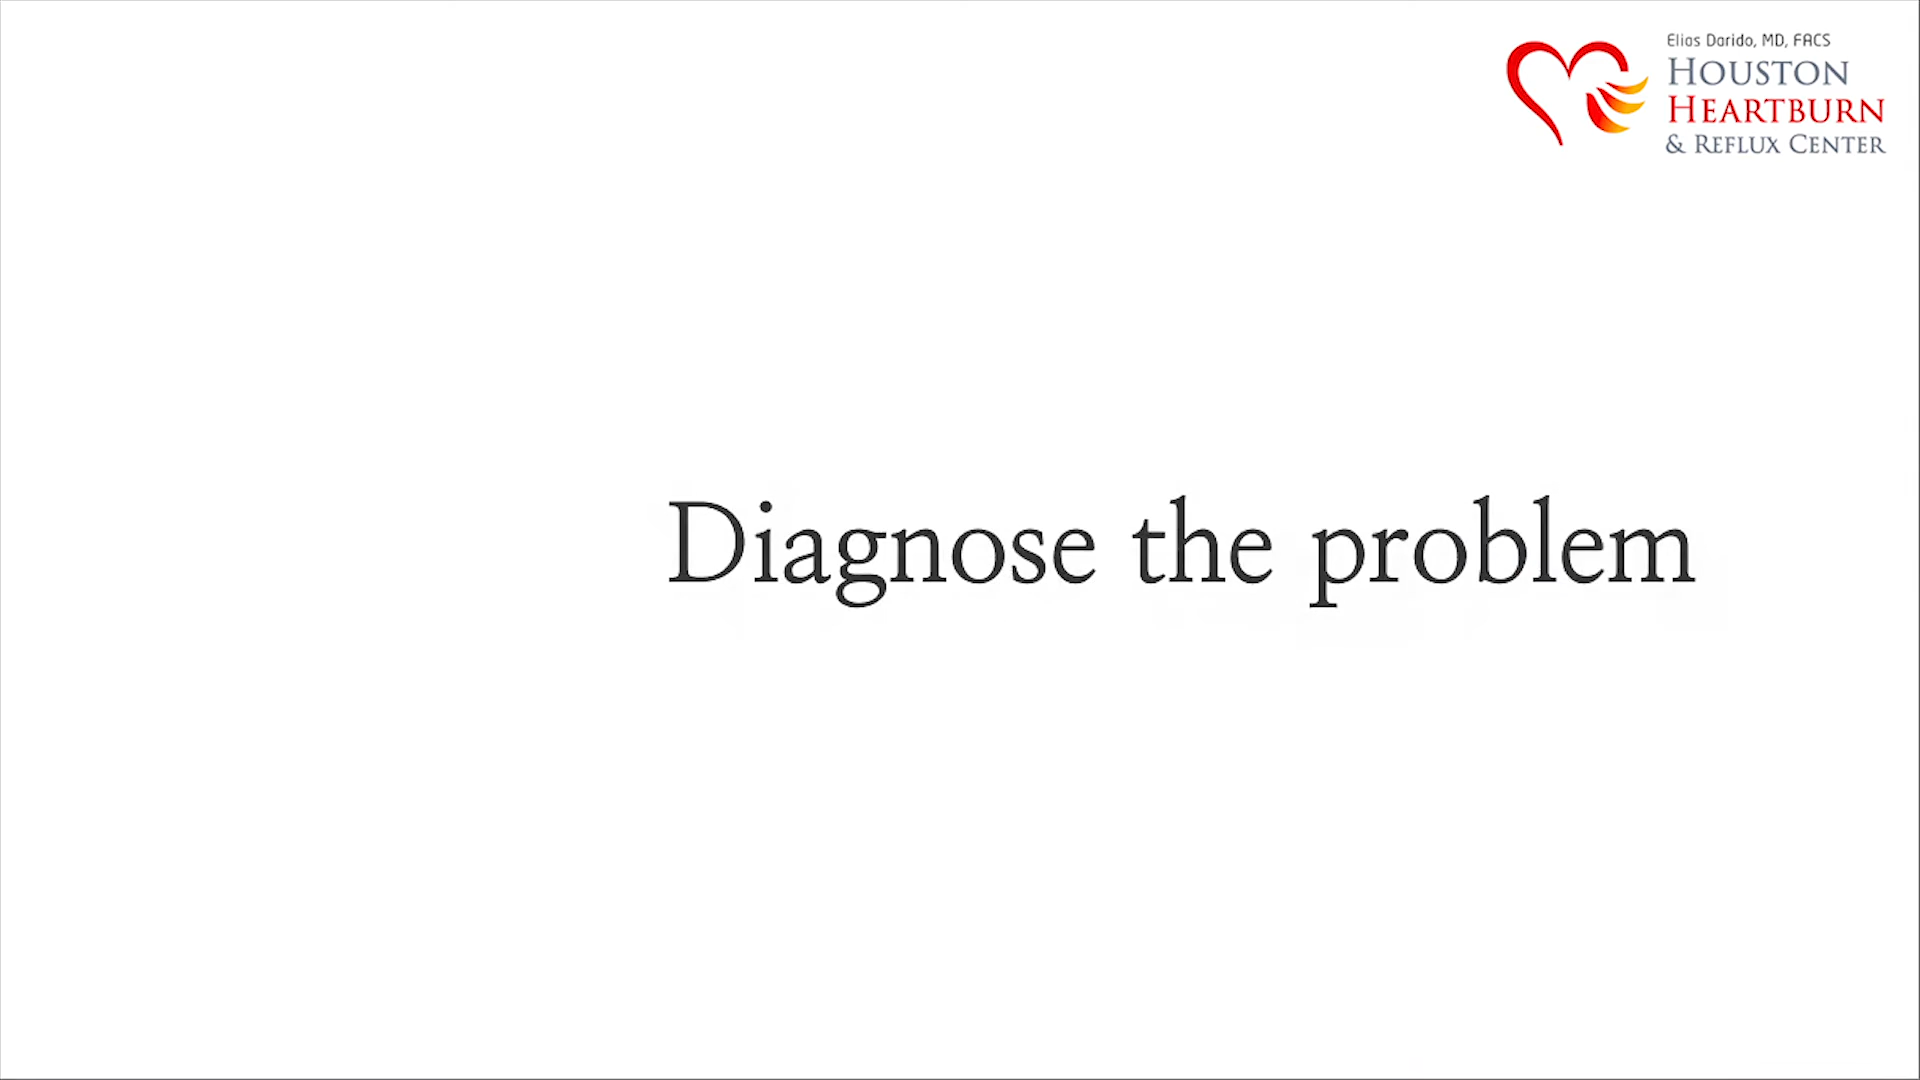 Elias Darido, MD, FACS
HOUSTON
HEARTBURN
& REFLUX CENTER
Diagnose the problem